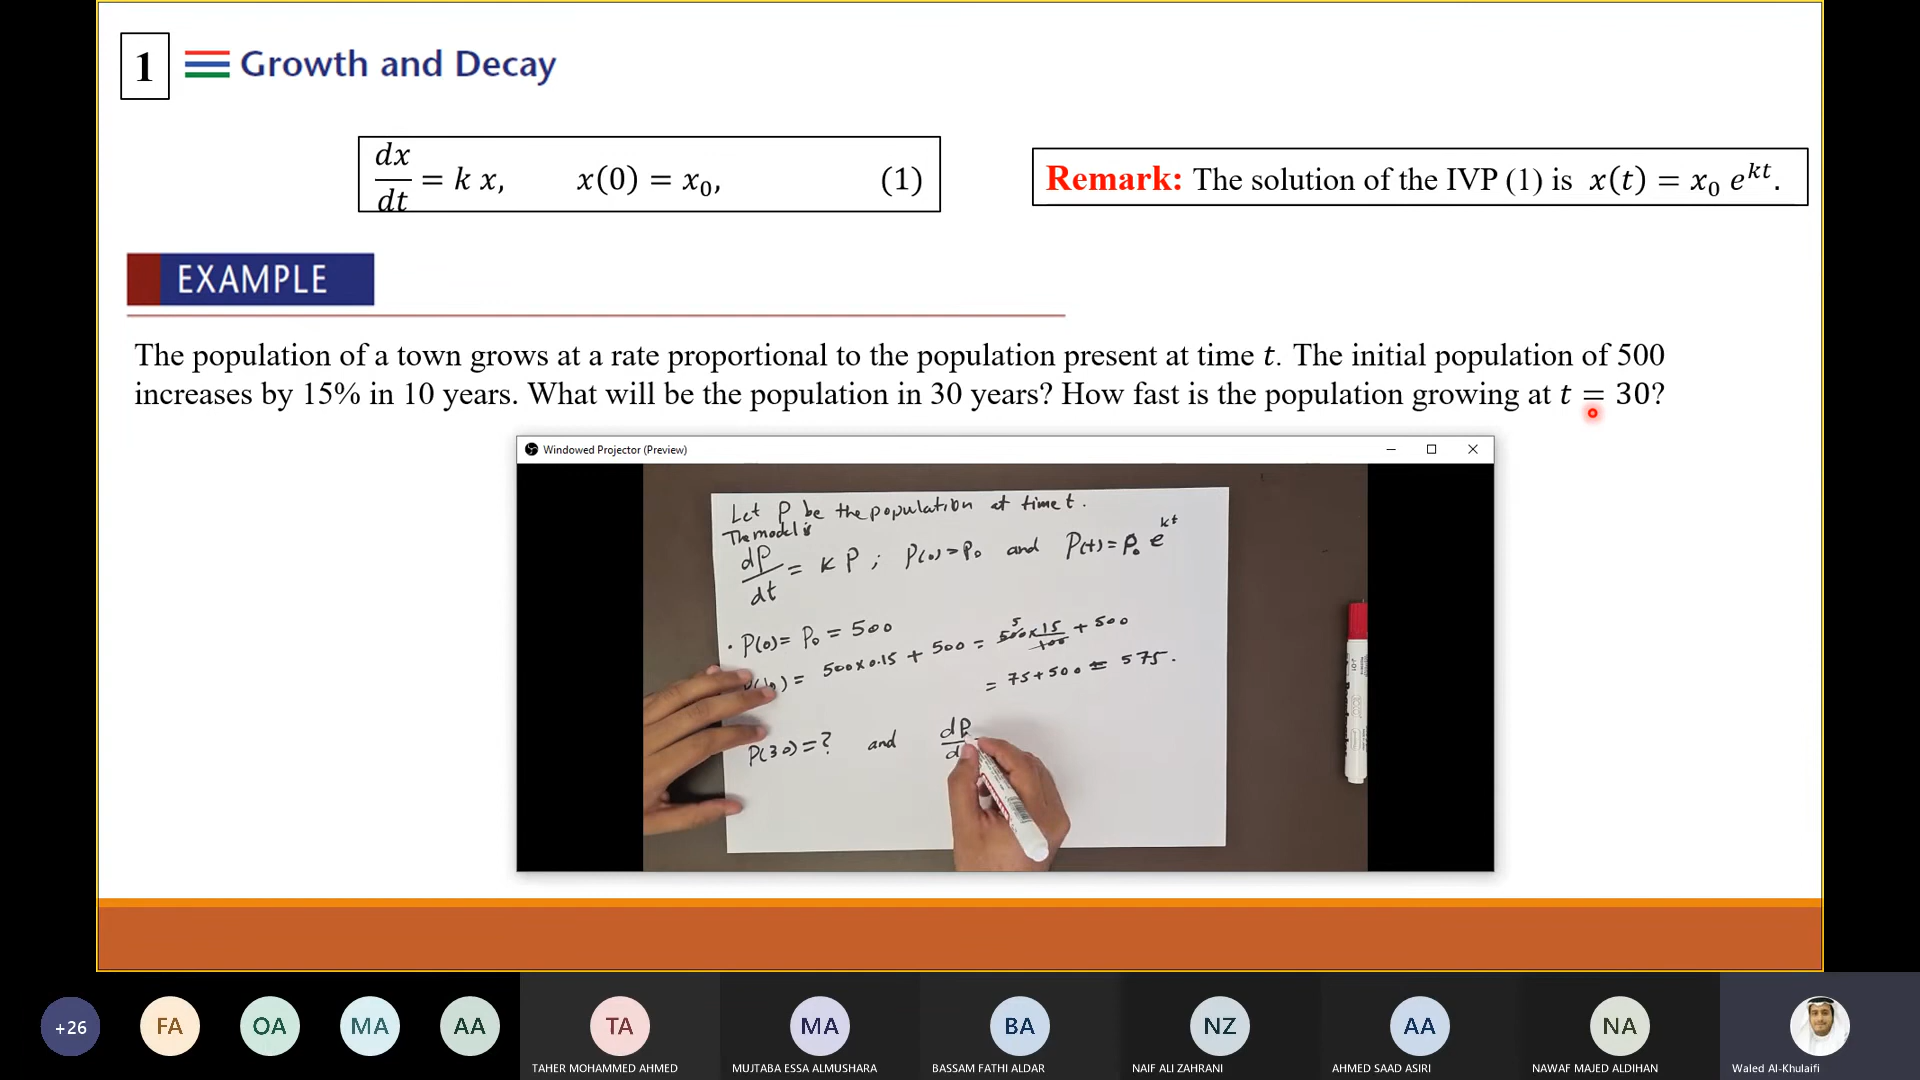 1
Growth and Decay
dx/dt = k x, x(0) = x₀, (1)
Remark: The solution of the IVP (1) is x(t) = x₀ e^{kt}.
EXAMPLE
The population of a town grows at a rate proportional to the population present at time t. The initial population of 500
increases by 15% in 10 years. What will be the population in 30 years? How fast is the population growing at t = 30?
Windowed Projector (Preview)
Let P be the population at time t.
The model is
dP/dt = K P ; P(0) = P₀ and P(t) = P₀ e^{kt}
· P(0) = P₀ = 500
= 500 x 0.15 + 500 = 500 x 15/100 + 500
5
= 75 + 500 = 575.
P(30) = ? and dP
+26
FA
OA
MA
AA
TA
MA
BA
NZ
AA
NA
TAHER MOHAMMED AHMED
MUJTABA ESSA ALMUSHARA
BASSAM FATHI ALDAR
NAIF ALI ZAHRANI
AHMED SAAD ASIRI
NAWAF MAJED ALDIHAN
Waled Al-Khulaifi